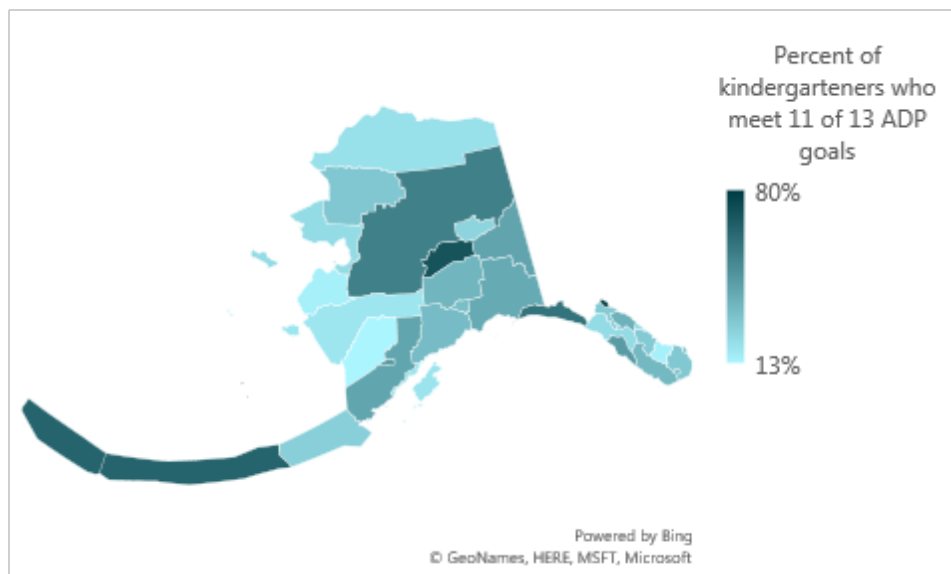 Percent of
kindergarteners who
meet 11 of 13 ADP
goals
80%
13%
Powered by Bing
© GeoNames, HERE, MSFT, Microsoft